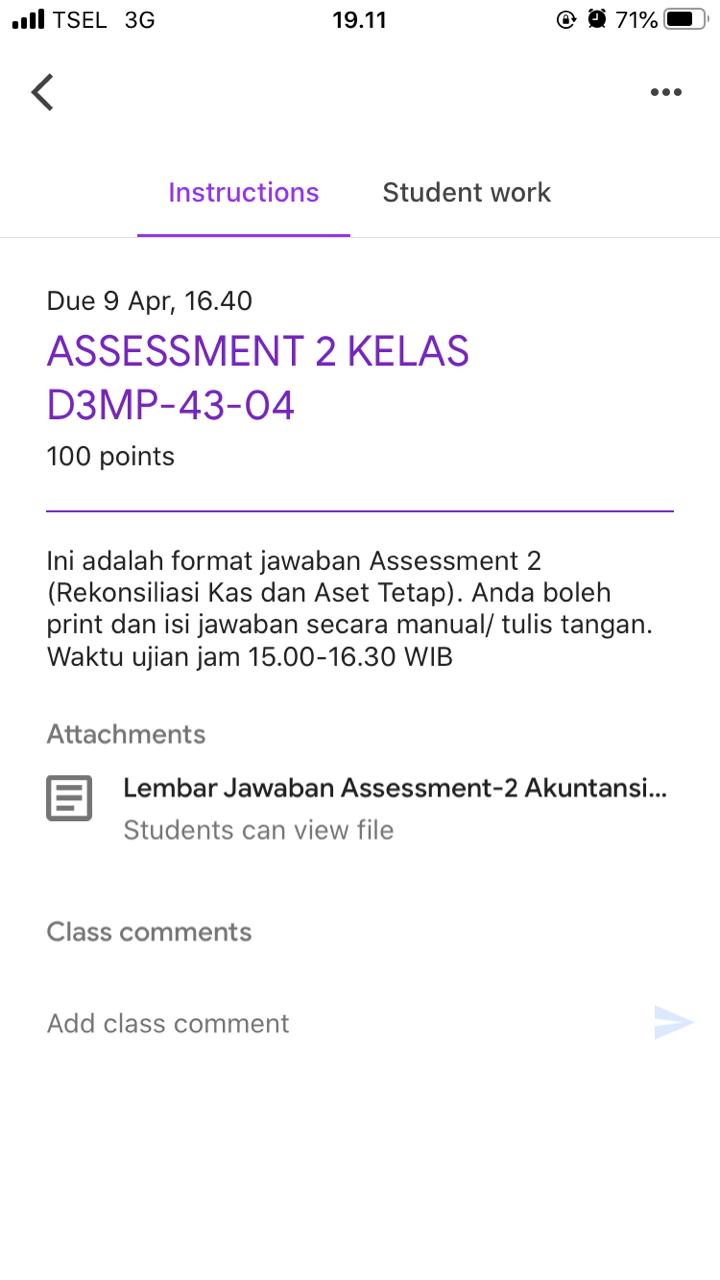 TSEL 3G 19.11 71%
Instructions Student work
Due 9 Apr, 16.40
ASSESSMENT 2 KELAS
D3MP-43-04
100 points
Ini adalah format jawaban Assessment 2
(Rekonsiliasi Kas dan Aset Tetap). Anda boleh
print dan isi jawaban secara manual/ tulis tangan.
Waktu ujian jam 15.00-16.30 WIB
Attachments
Lembar Jawaban Assessment-2 Akuntansi...
Students can view file
Class comments
Add class comment